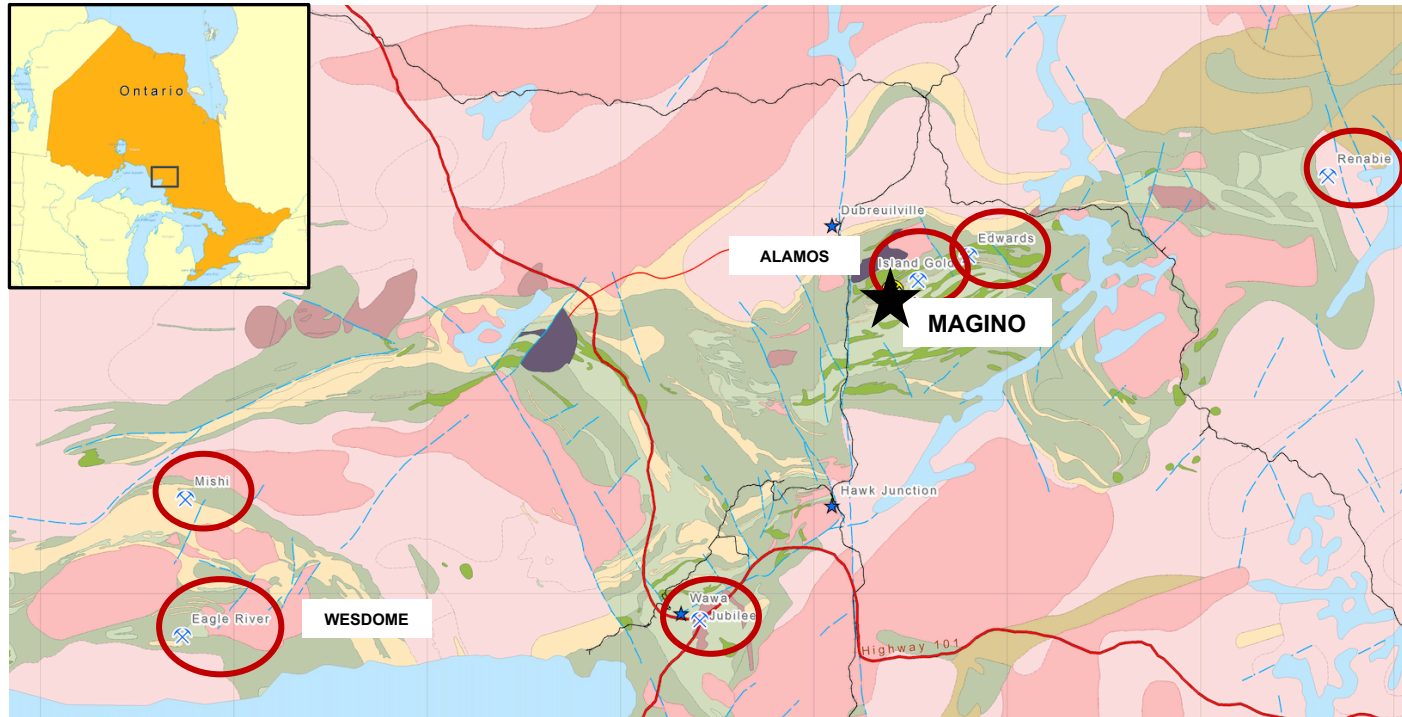 Ontario
Renabie
Dubreuilville
Edwards
ALAMOS
Island Gold
MAGINO
Mishi
Hawk Junction
Eagle River
WESDOME
Wawa
Jubilee
Highway 101